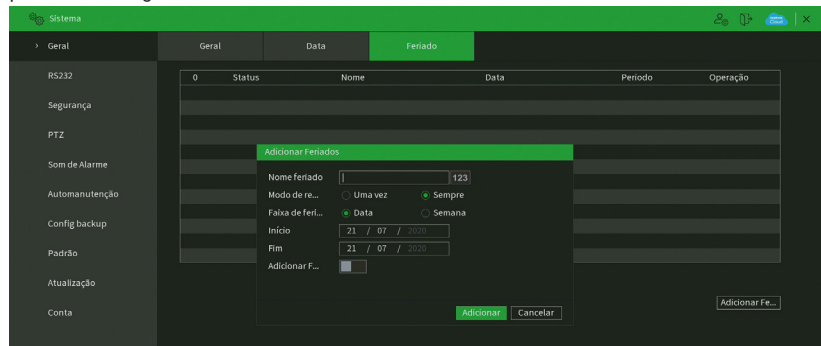 Sistema
Geral
RS232
Segurança
PTZ
Som de Alarme
Automanutenção
Config backup
Padrão
Atualização
Conta
Geral Data Feriado
0 Status Nome Data Periodo Operação
Adicionar Feriados
Nome feriado 123
Modo de re... Uma vez Sempre
Faixa de feri... Data Semana
Início 21 / 07 / 2020
Fim 21 / 07 / 2020
Adicionar F...
Adicionar Cancelar
Adicionar Fe...